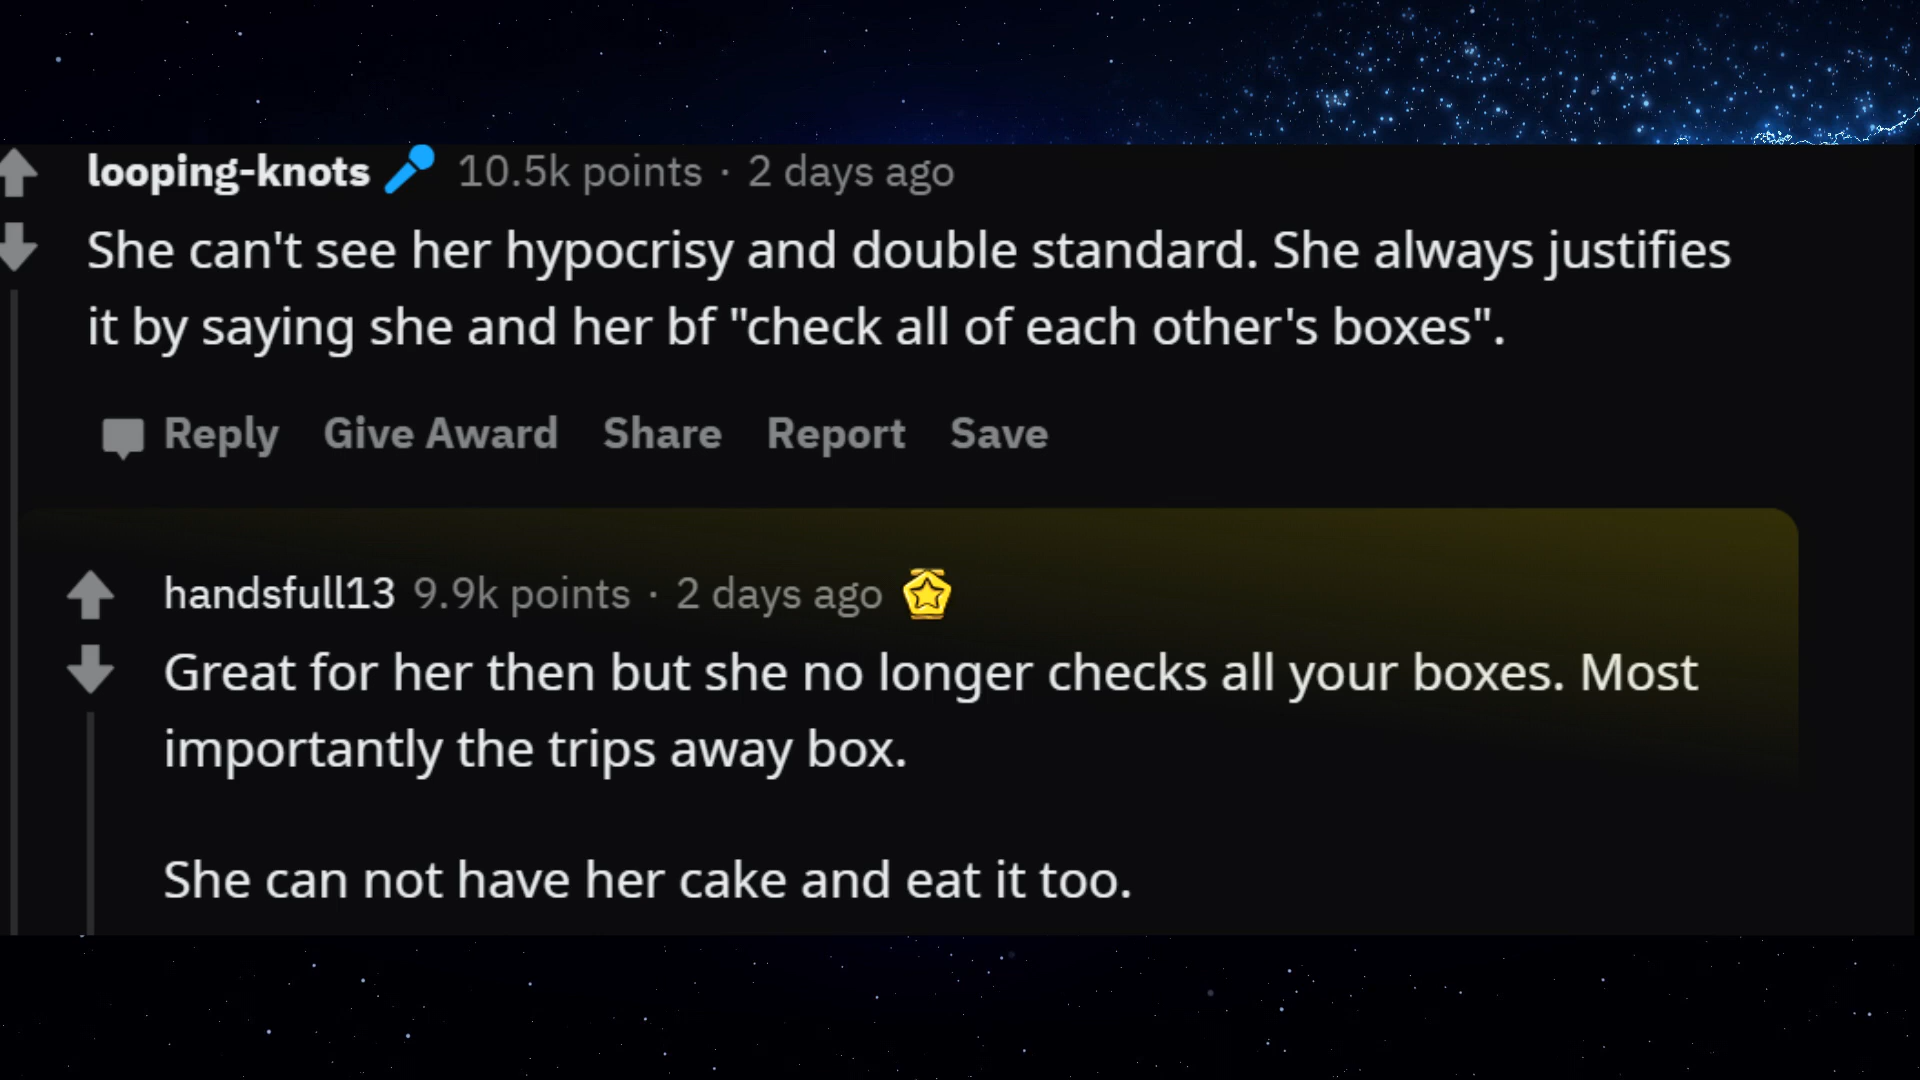 looping-knots 10.5k points · 2 days ago
She can't see her hypocrisy and double standard. She always justifies
it by saying she and her bf "check all of each other's boxes".
Reply Give Award Share Report Save
handsfull13 9.9k points · 2 days ago
Great for her then but she no longer checks all your boxes. Most
importantly the trips away box.
She can not have her cake and eat it too.